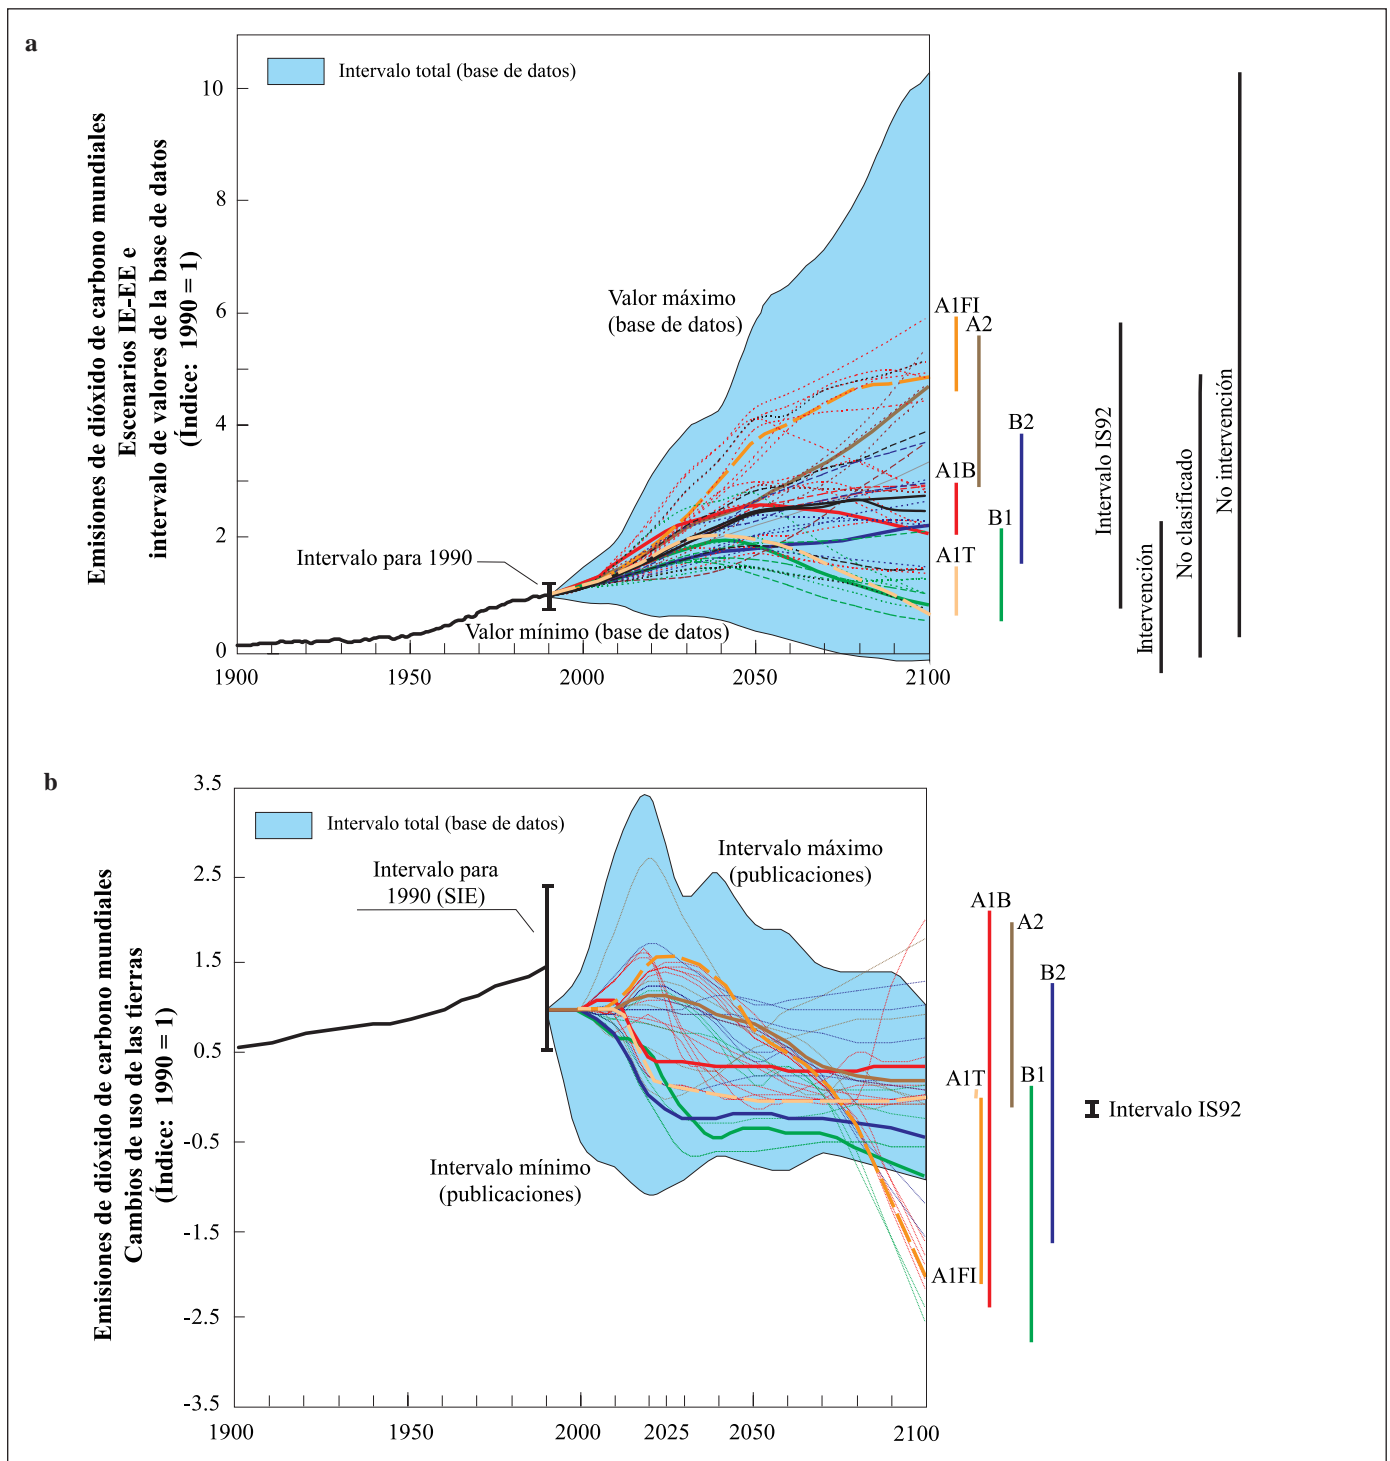 a
Emisiones de dióxido de carbono mundiales
Escenarios IE-EE e
intervalo de valores de la base de datos
(Índice: 1990 = 1)
Intervalo total (base de datos)
10
8
6
4
2
0
Valor máximo
(base de datos)
Intervalo para 1990
Valor mínimo (base de datos)
1900
1950
2000
2050
2100
A1FI
A2
B2
A1B
B1
A1T
Intervalo IS92
Intervención
No clasificado
No intervención
b
Emisiones de dióxido de carbono mundiales
Cambios de uso de las tierras
(Índice: 1990 = 1)
3.5
2.5
1.5
0.5
-0.5
-1.5
-2.5
-3.5
Intervalo total (base de datos)
Intervalo para
1990 (SIE)
Intervalo máximo
(publicaciones)
Intervalo mínimo
(publicaciones)
1900
1950
2000
2025
2050
2100
A1B
A2
B2
A1T
B1
A1FI
Intervalo IS92